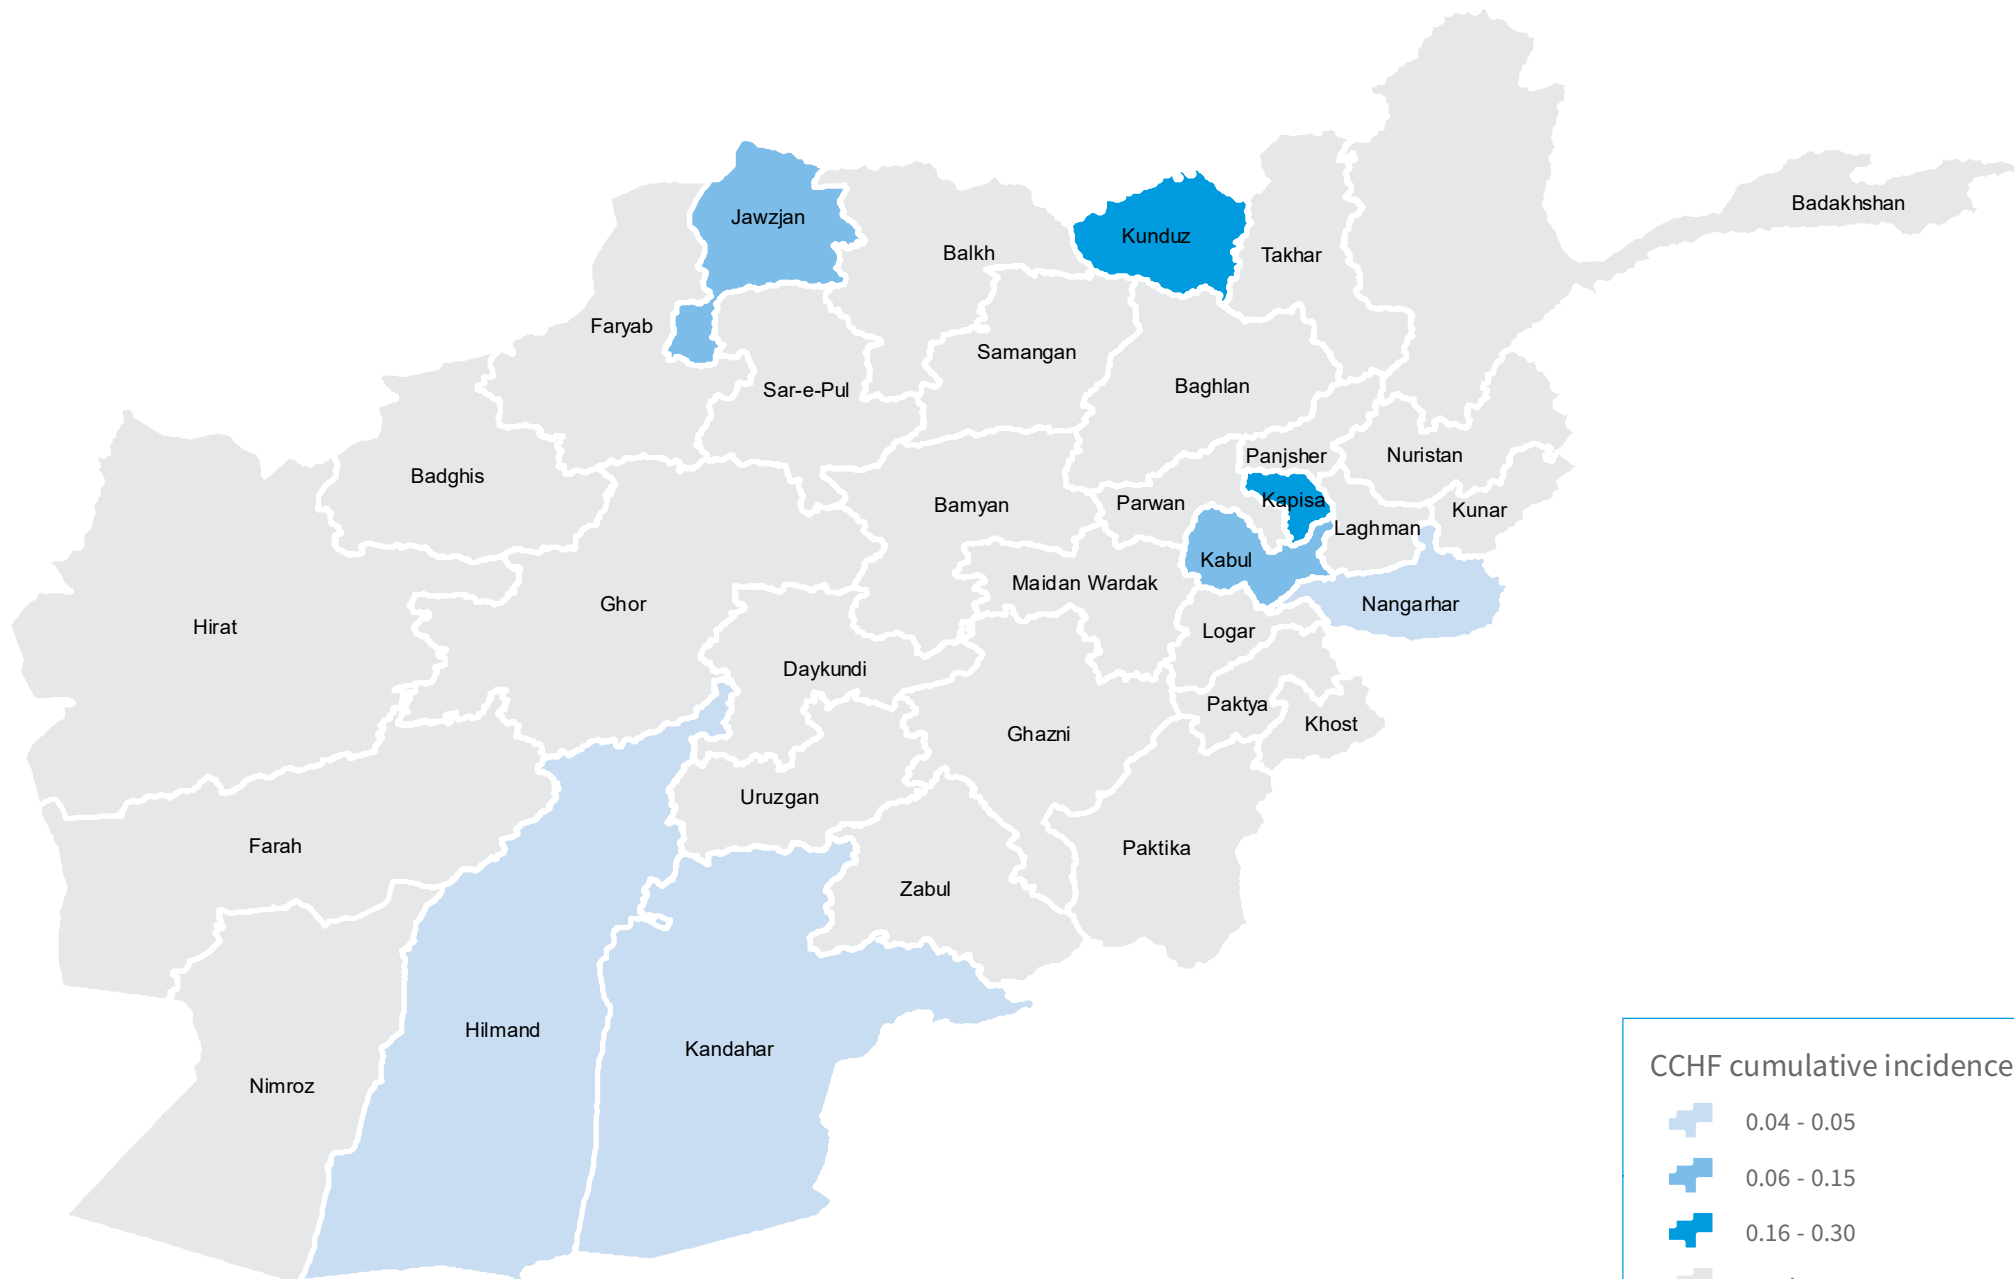 Badakhshan
Jawzjan
Kunduz
Balkh
Takhar
Faryab
Samangan
Sar-e-Pul
Baghlan
Badghis
Panjsher
Nuristan
Bamyan
Parwan
Kapisa
Kunar
Laghman
Kabul
Maidan Wardak
Ghor
Nangarhar
Hirat
Logar
Daykundi
Paktya
Khost
Ghazni
Uruzgan
Farah
Paktika
Zabul
Hilmand
Kandahar
Nimroz
CCHF cumulative incidence
0.04 - 0.05
0.06 - 0.15
0.16 - 0.30